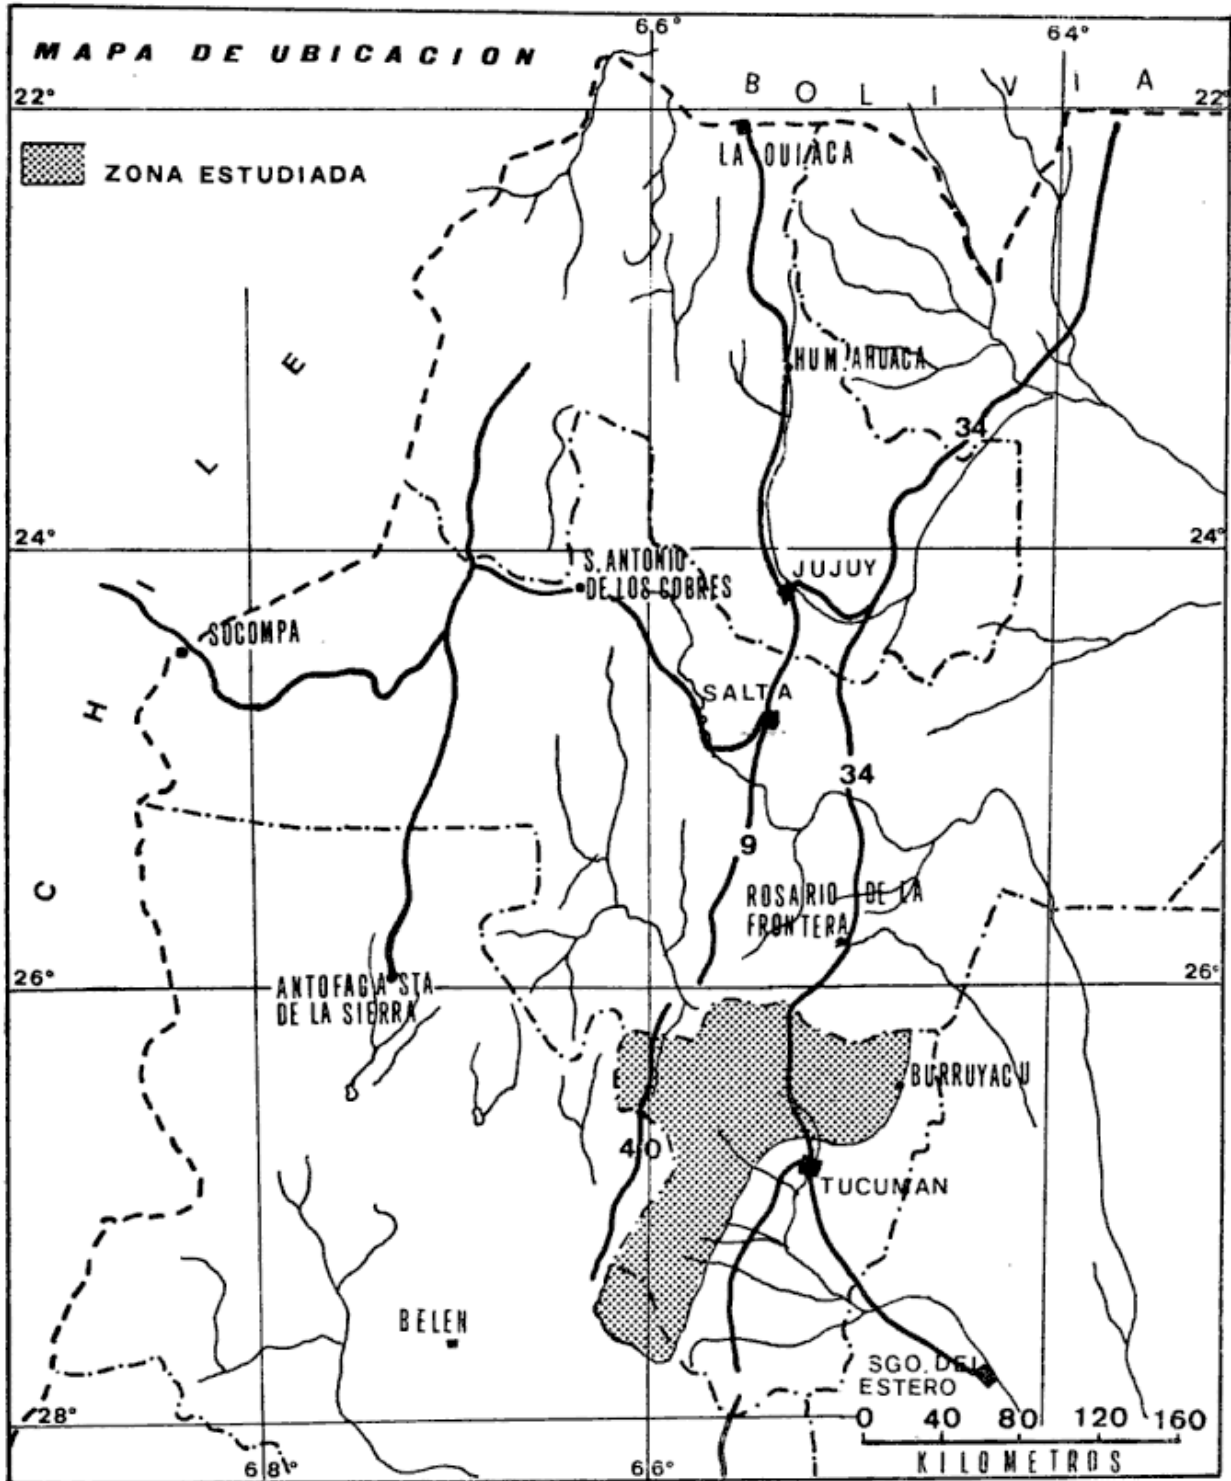 66°
64°
MAPA DE UBICACION
BOLIVIA
22°
22°
LA QUIACA
ZONA ESTUDIADA
HUMAHUACA
34
24°
24°
S. ANTONIO
DE LOS COBRES
JUJUY
SOCOMPA
SALTA
34
9
CHILE
ROSARIO DE LA
FRONTERA
26°
26°
ANTOFAGASTA
DE LA SIERRA
BURRUYACU
40
TUCUMAN
BELEN
SGO. DEL
ESTERO
28°
0 40 80 120 160
KILOMETROS
68°
66°